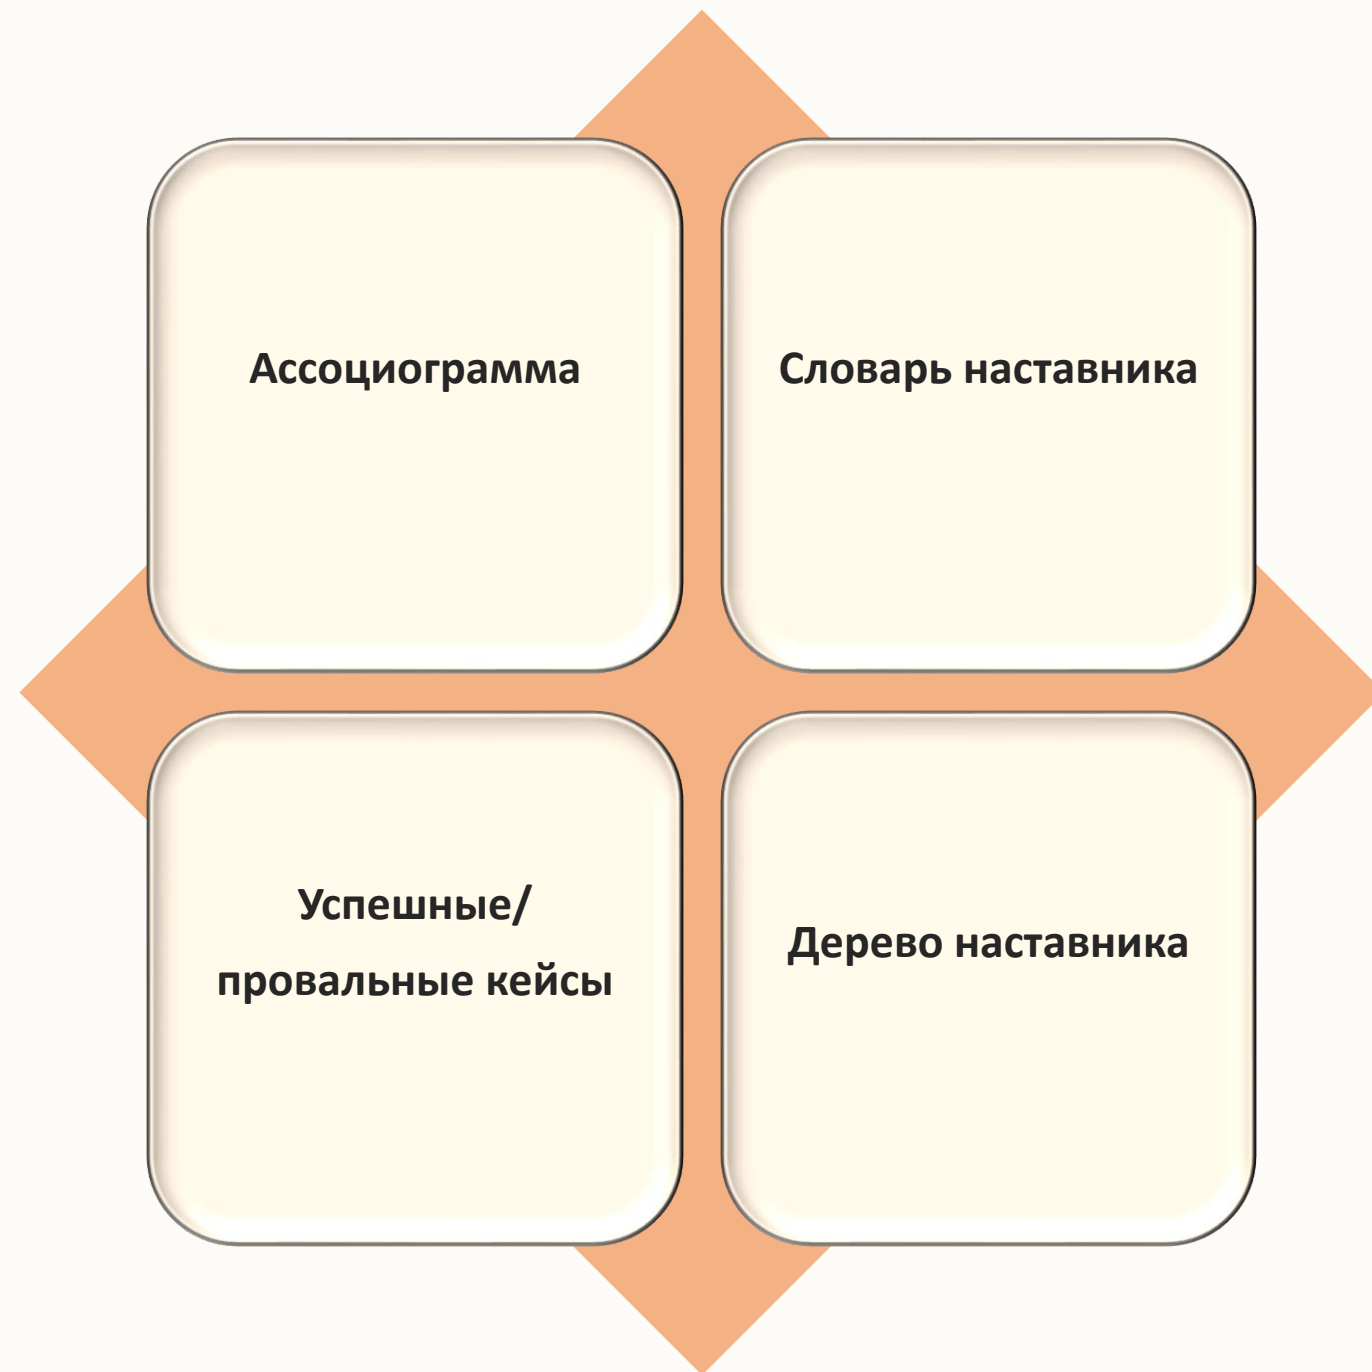 Ассоциограмма
Словарь наставника
Успешные/
провальные кейсы
Дерево наставника